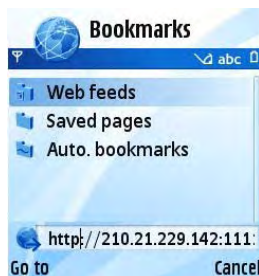 Bookmarks
abc
Web feeds
Saved pages
Auto. bookmarks
http://210.21.229.142:111:
Go to Cancel